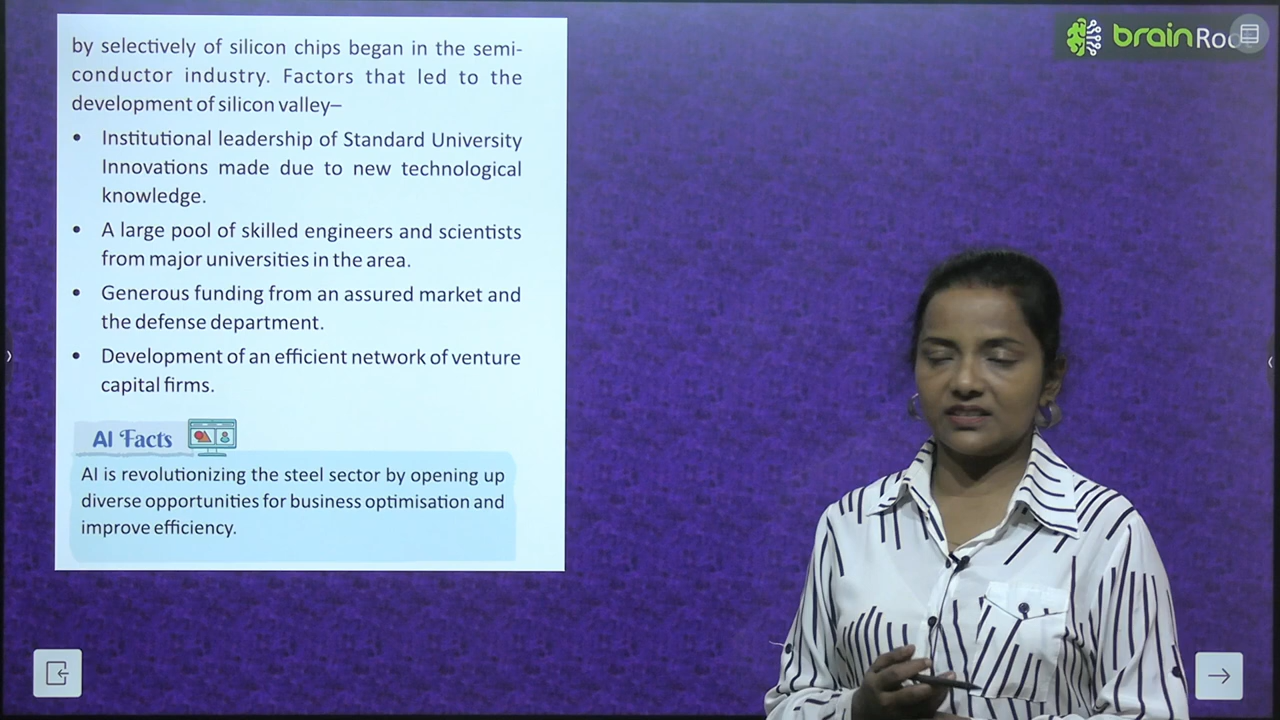 by selectively of silicon chips began in the semi-
conductor industry. Factors that led to the
development of silicon valley–
• Institutional leadership of Standard University
Innovations made due to new technological
knowledge.
• A large pool of skilled engineers and scientists
from major universities in the area.
• Generous funding from an assured market and
the defense department.
• Development of an efficient network of venture
capital firms.
AI Facts
AI is revolutionizing the steel sector by opening up
diverse opportunities for business optimisation and
improve efficiency.
brain